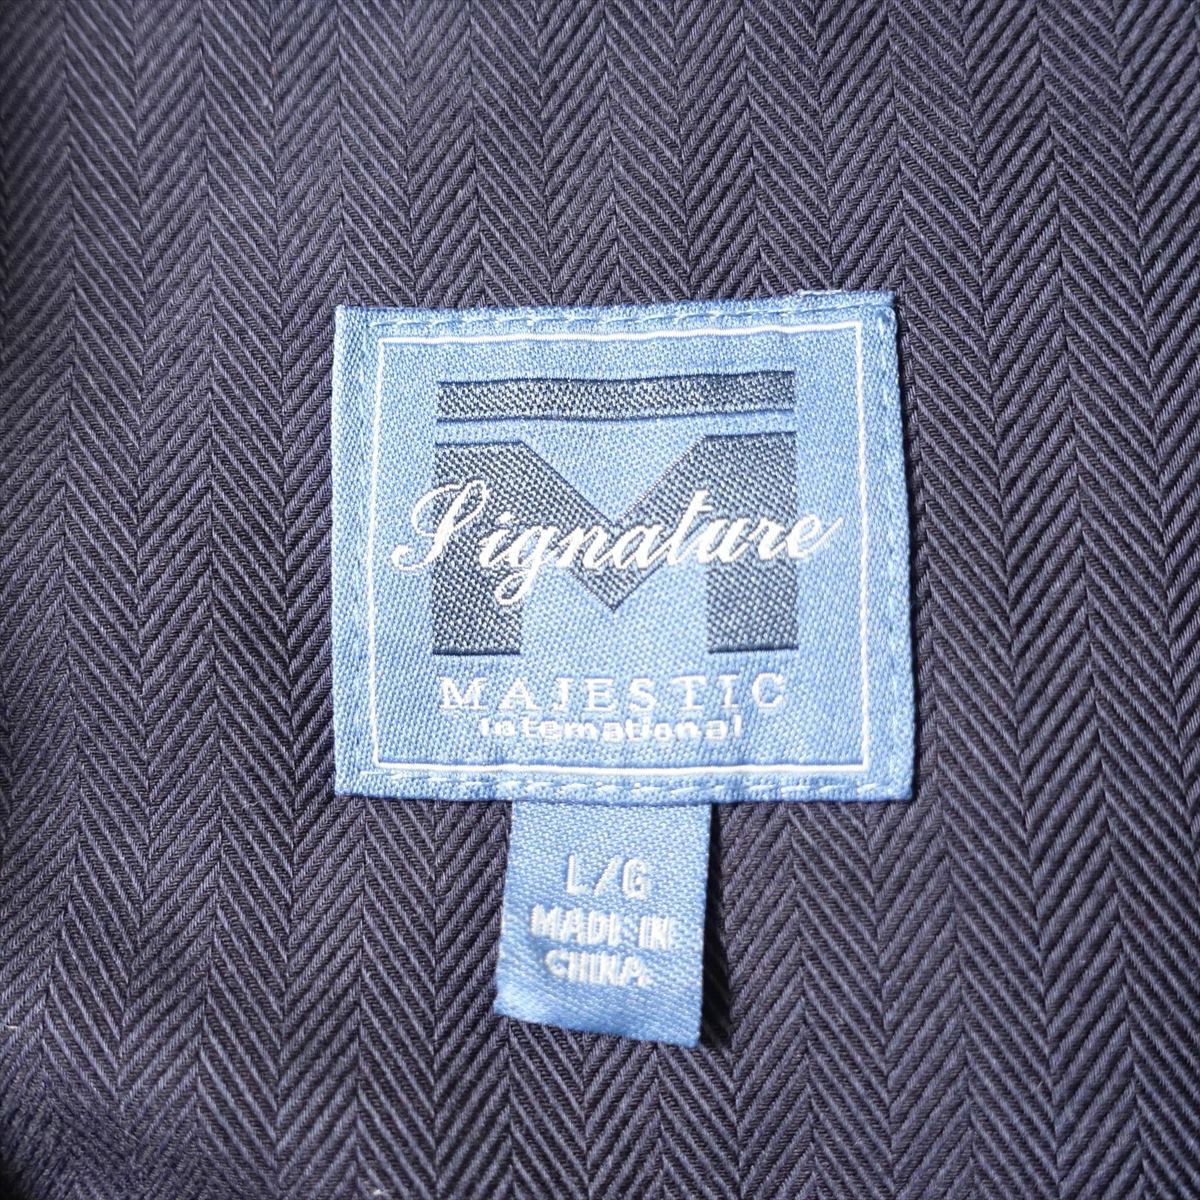 Signature
MAJESTIC
International
L/G
MADE IN
CHINA